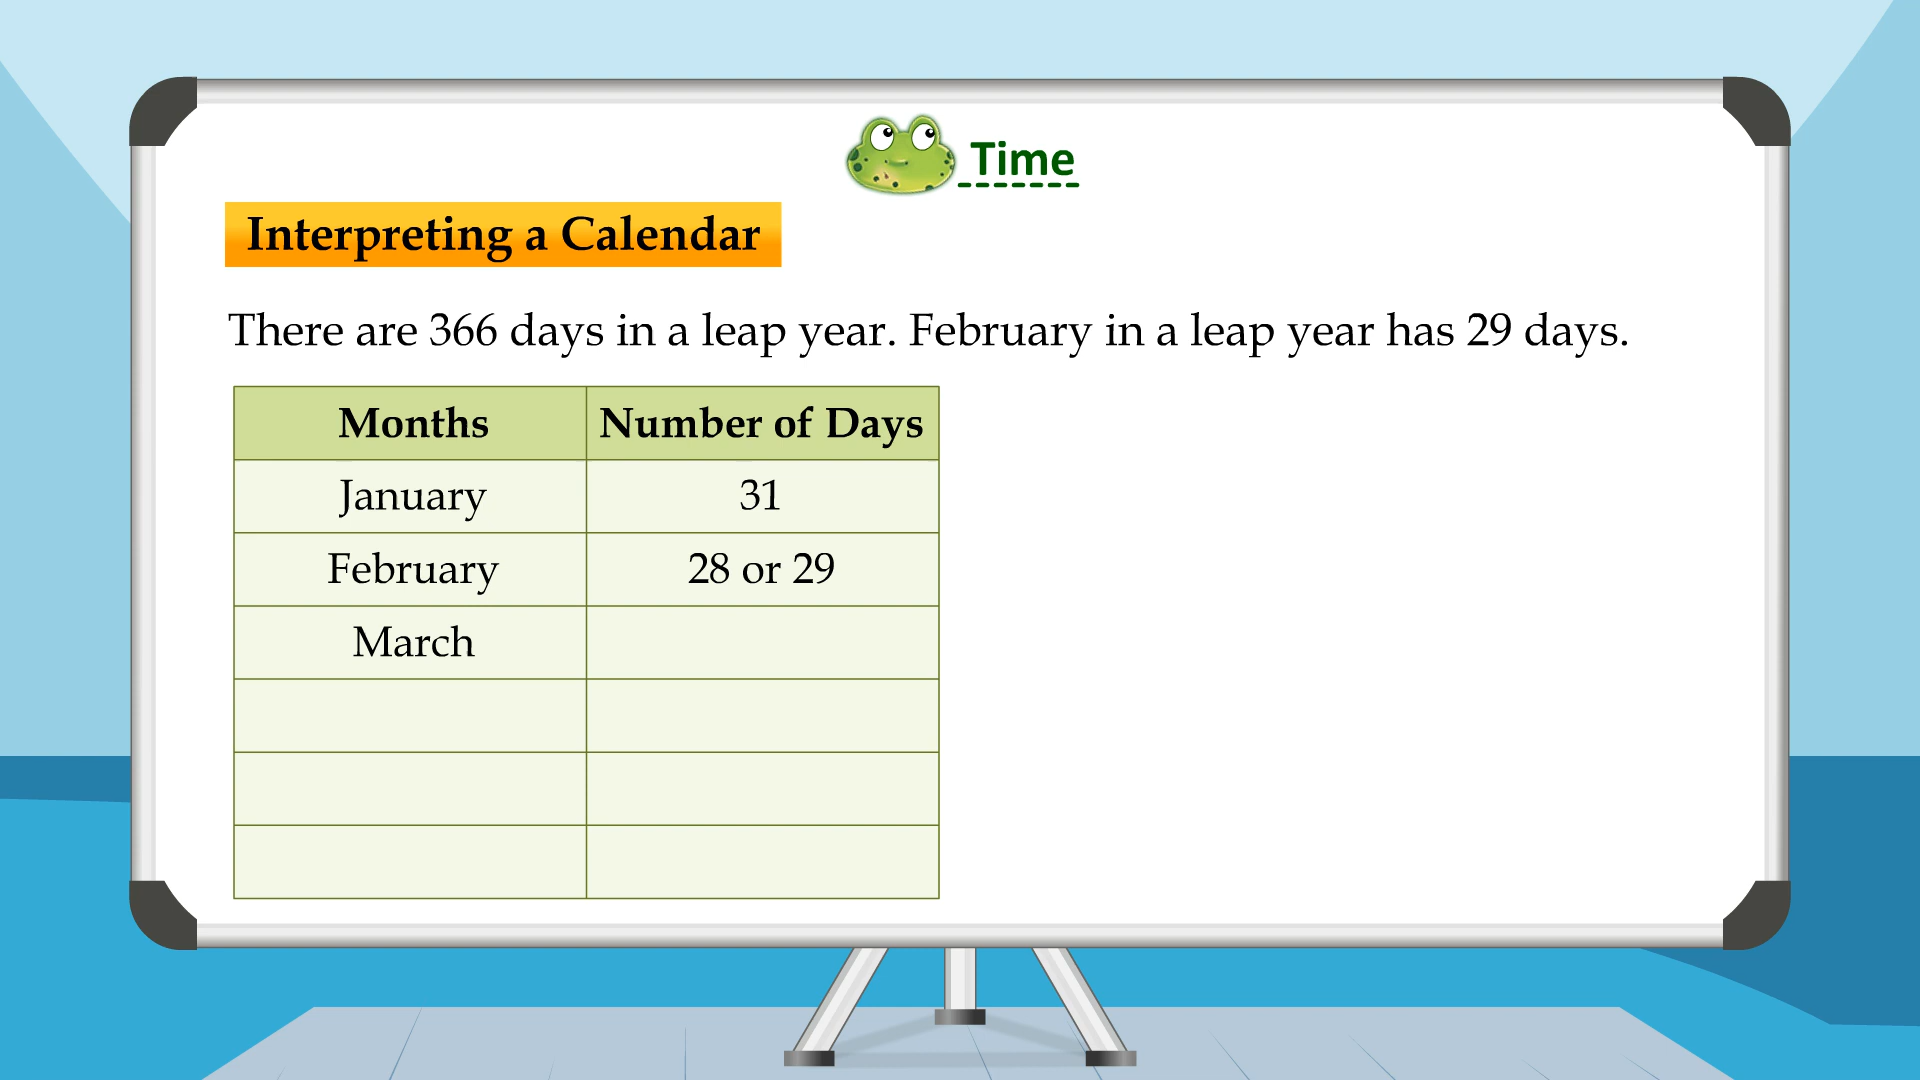 Time
Interpreting a Calendar
There are 366 days in a leap year. February in a leap year has 29 days.
Months Number of Days
January 31
February 28 or 29
March